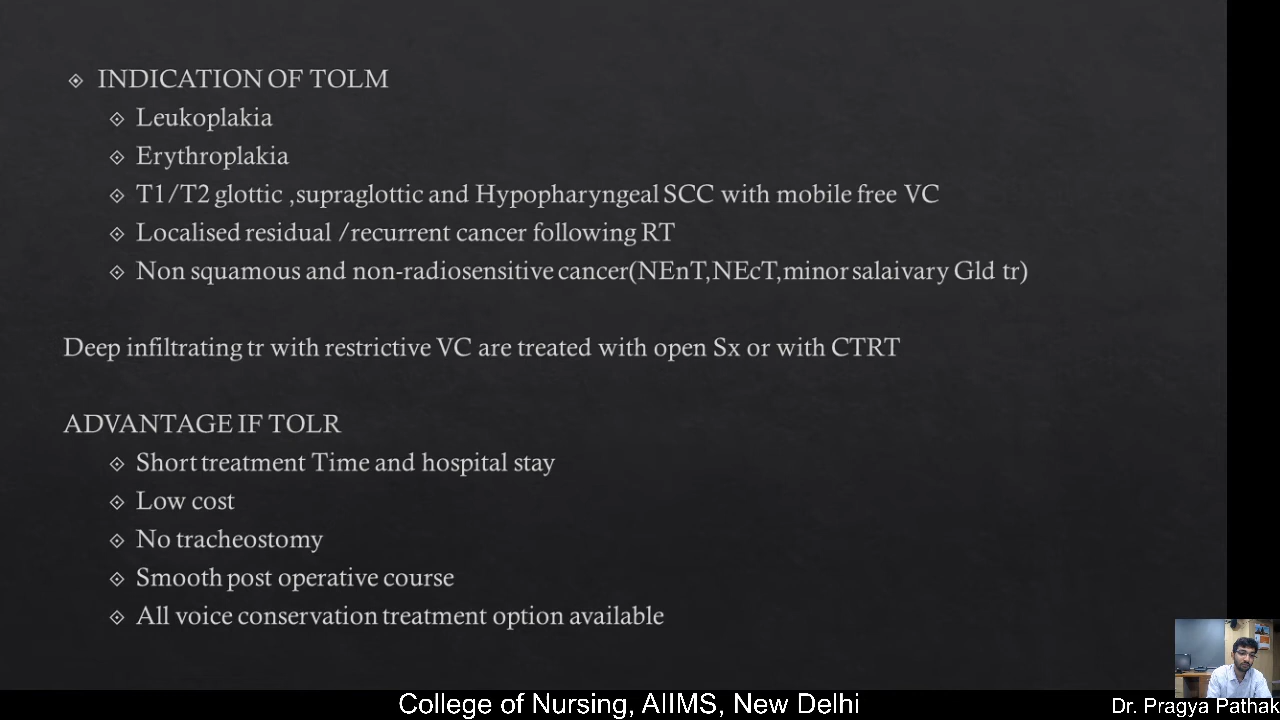 INDICATION OF TOLM
Leukoplakia
Erythroplakia
T1/T2 glottic ,supraglottic and Hypopharyngeal SCC with mobile free VC
Localised residual /recurrent cancer following RT
Non squamous and non-radiosensitive cancer(NEnT,NEcT,minor salaivary Gld tr)
Deep infiltrating tr with restrictive VC are treated with open Sx or with CTRT
ADVANTAGE IF TOLR
Short treatment Time and hospital stay
Low cost
No tracheostomy
Smooth post operative course
All voice conservation treatment option available
College of Nursing, AIIMS, New Delhi
Dr. Pragya Pathak